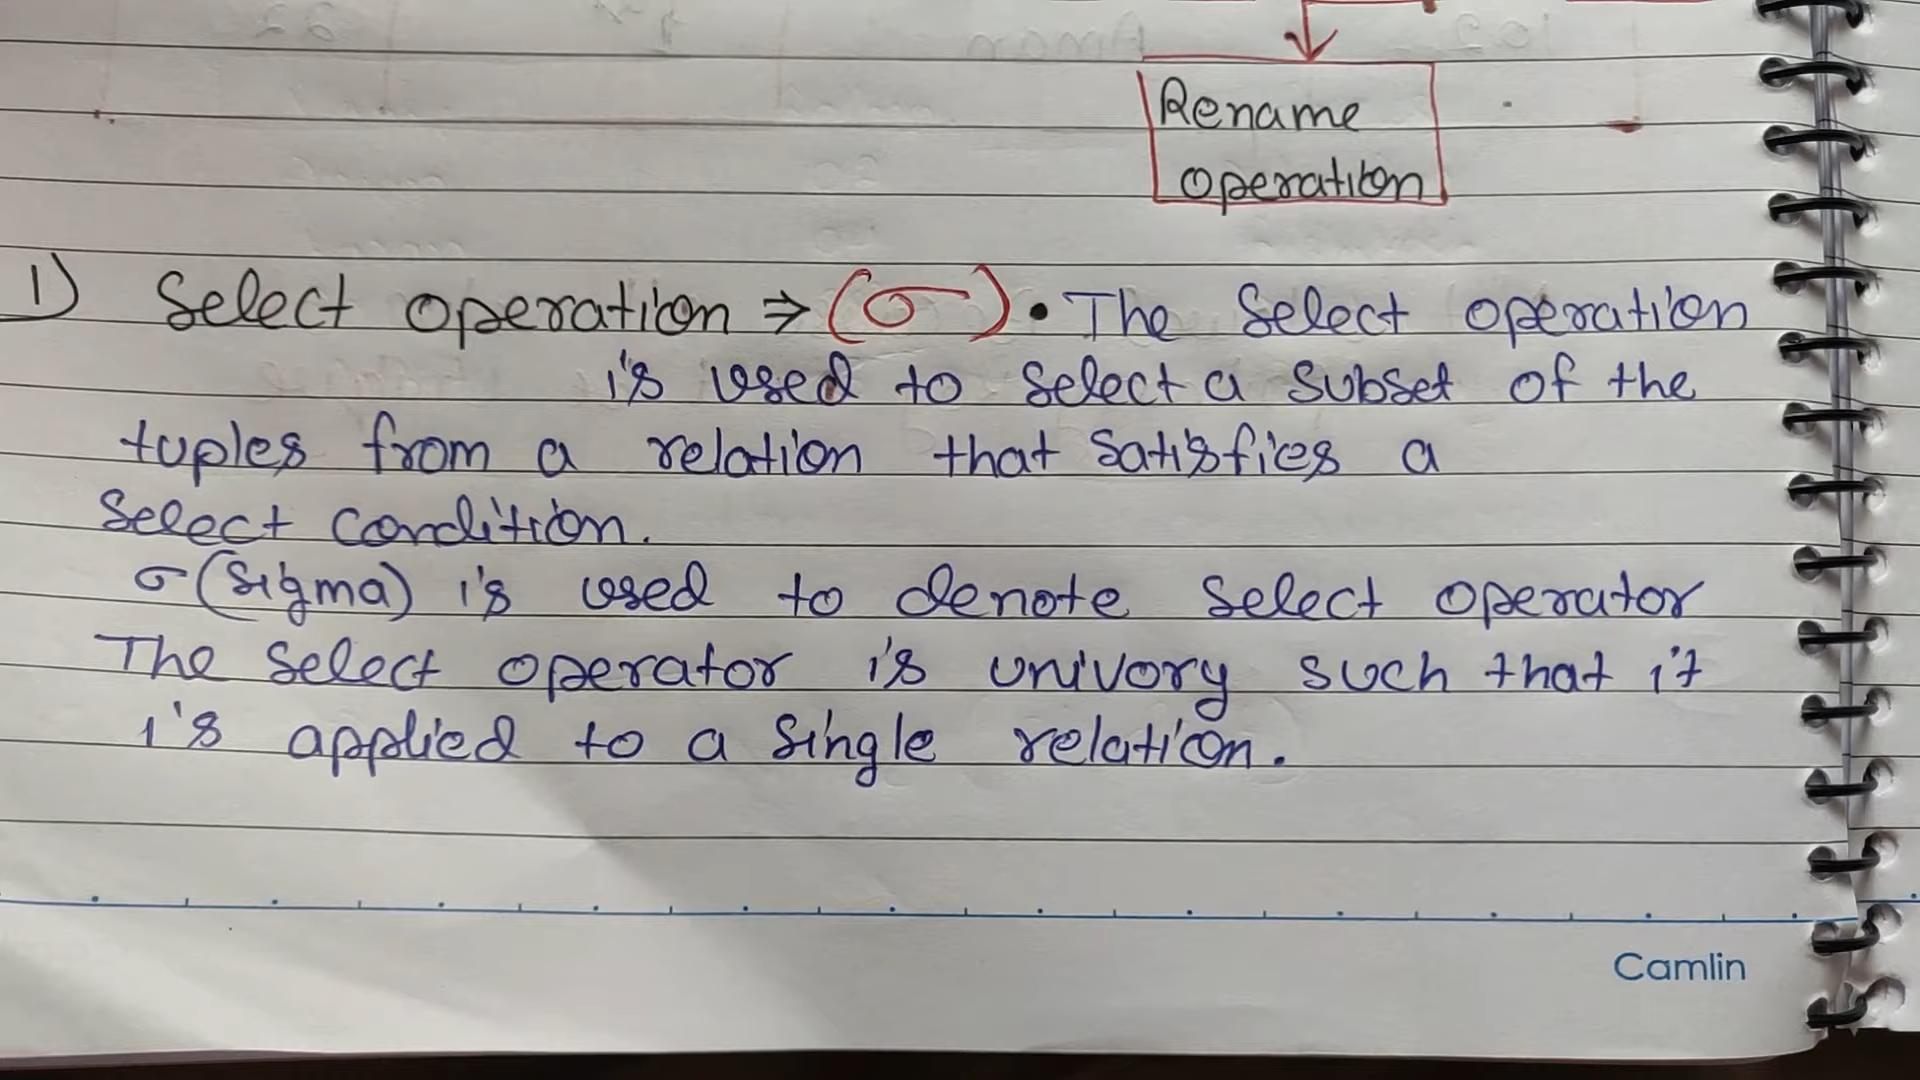 Rename
operation
1) Select operation ⇒ (σ) • The Select operation
is used to select a subset of the
tuples from a relation that satisfies a
Select condition.
σ (sigma) is used to denote select operator
The select operator is univory such that it
is applied to a single relation.
Camlin